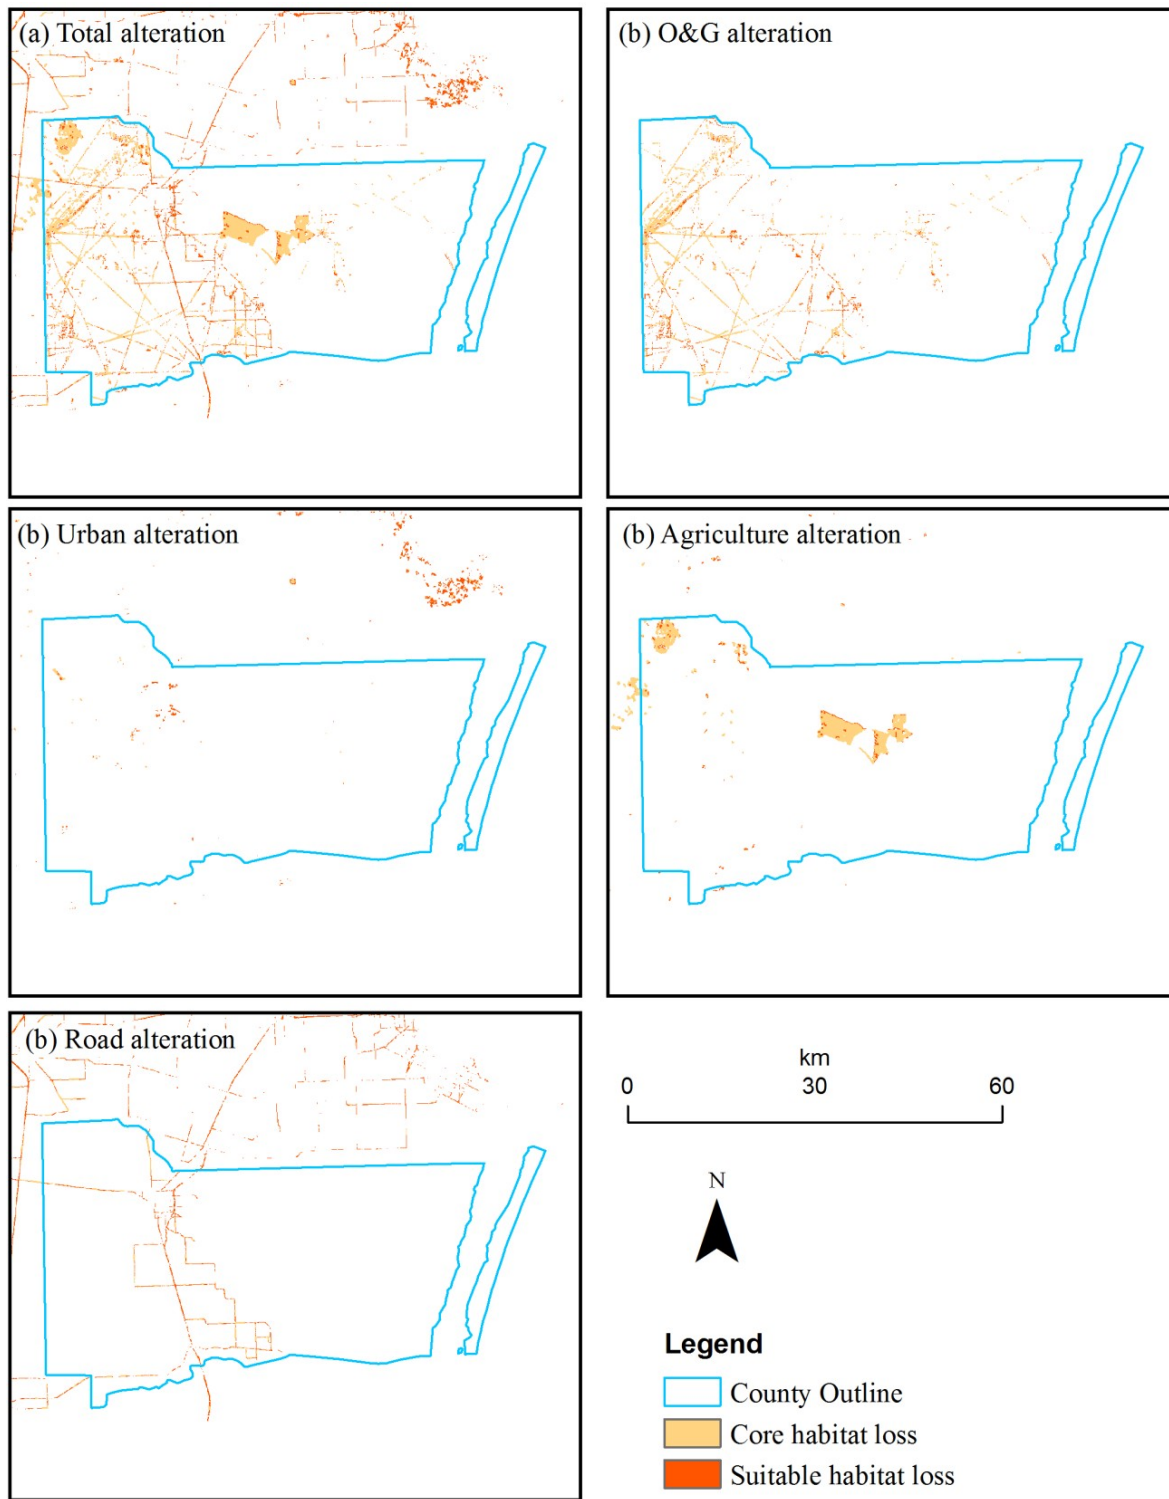 (a) Total alteration
(b) O&G alteration
(b) Urban alteration
(b) Agriculture alteration
(b) Road alteration
km
0 30 60
N
Legend
County Outline
Core habitat loss
Suitable habitat loss